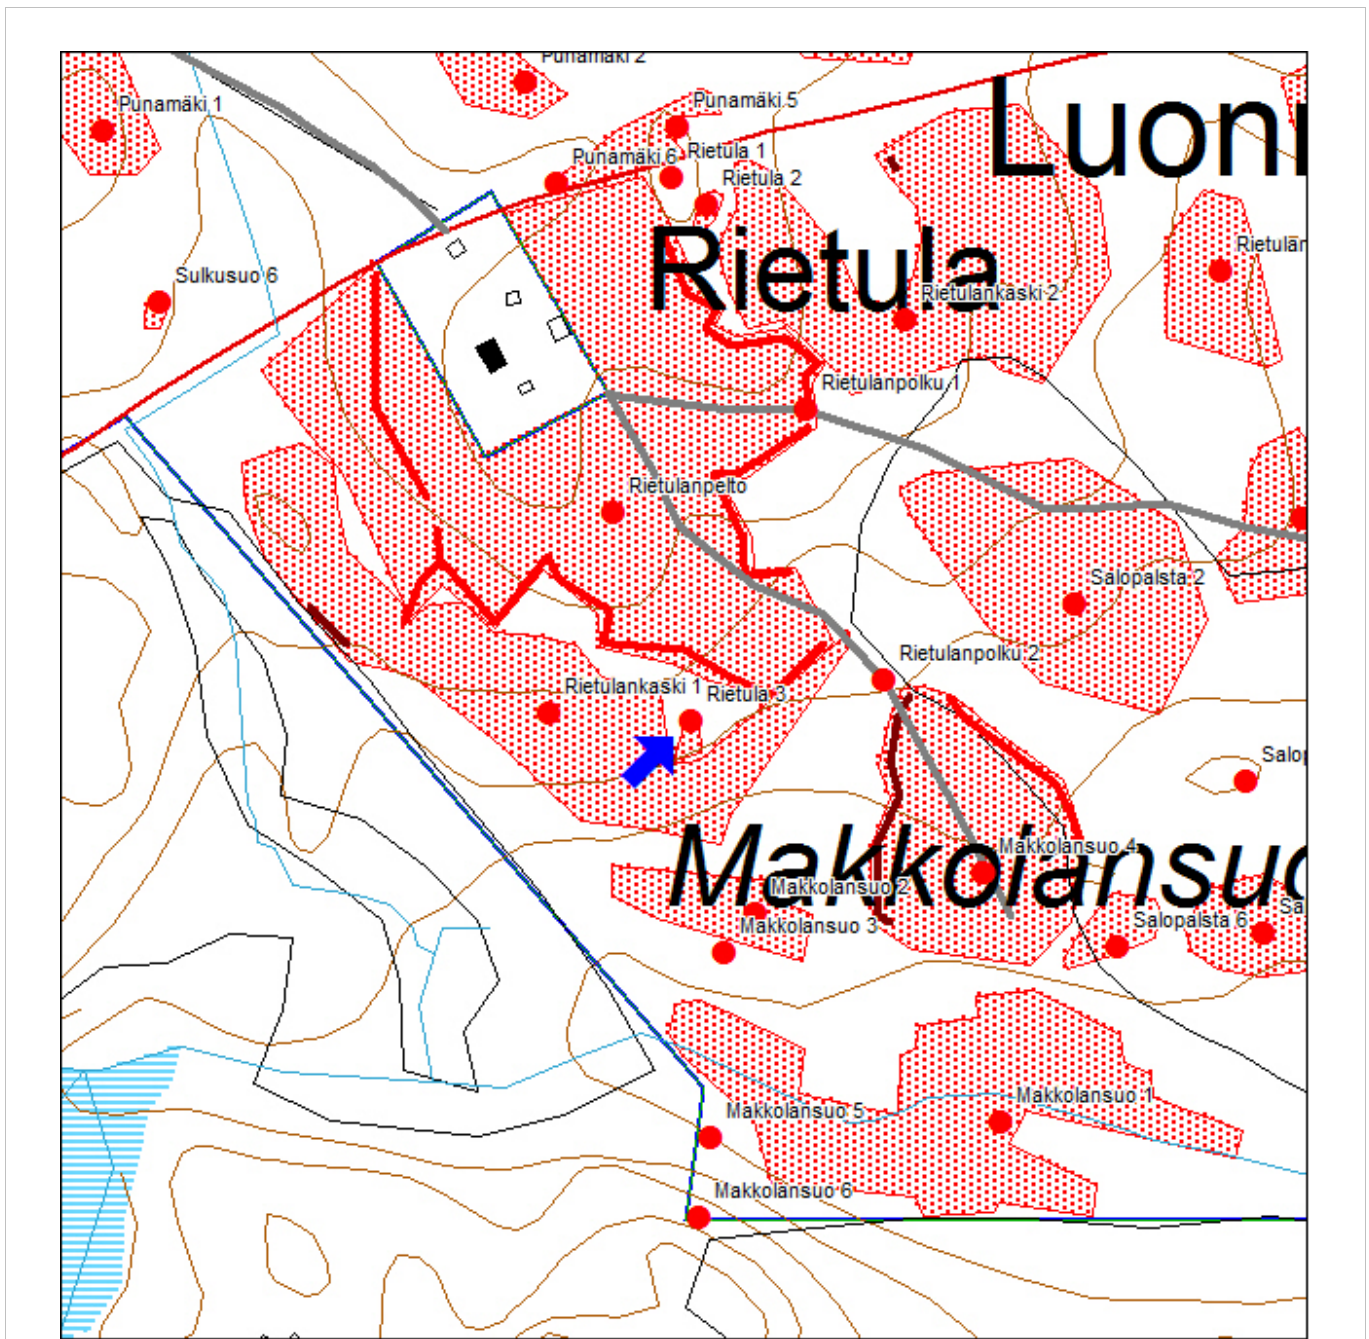 Punamäki 2
Punamäki 1
Punamäki 5
Luonn
Punamäki 6
Rietula 1
Rietula 2
Rietula
Rietulan
Sulkusuo 6
Rietulankaski 2
Rietulanpolku 1
Rietulanpelto
Salopalsta 2
Rietulanpolku 2
Rietulankaski 1
Rietula 3
Salop
Makkolansuo
Makkolansuo 4
Makkolansuo 2
Sa
Makkolansuo 3
Salopalsta 6
Makkolansuo 5
Makkolansuo 1
Makkolansuo 6